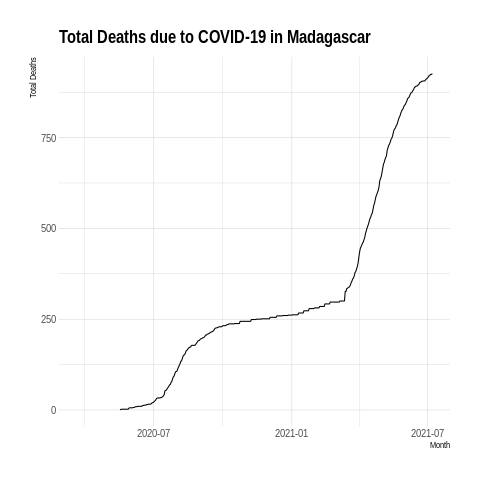 Total Deaths due to COVID-19 in Madagascar
Total Deaths
750
500
250
0
2020-07
2021-01
2021-07
Month